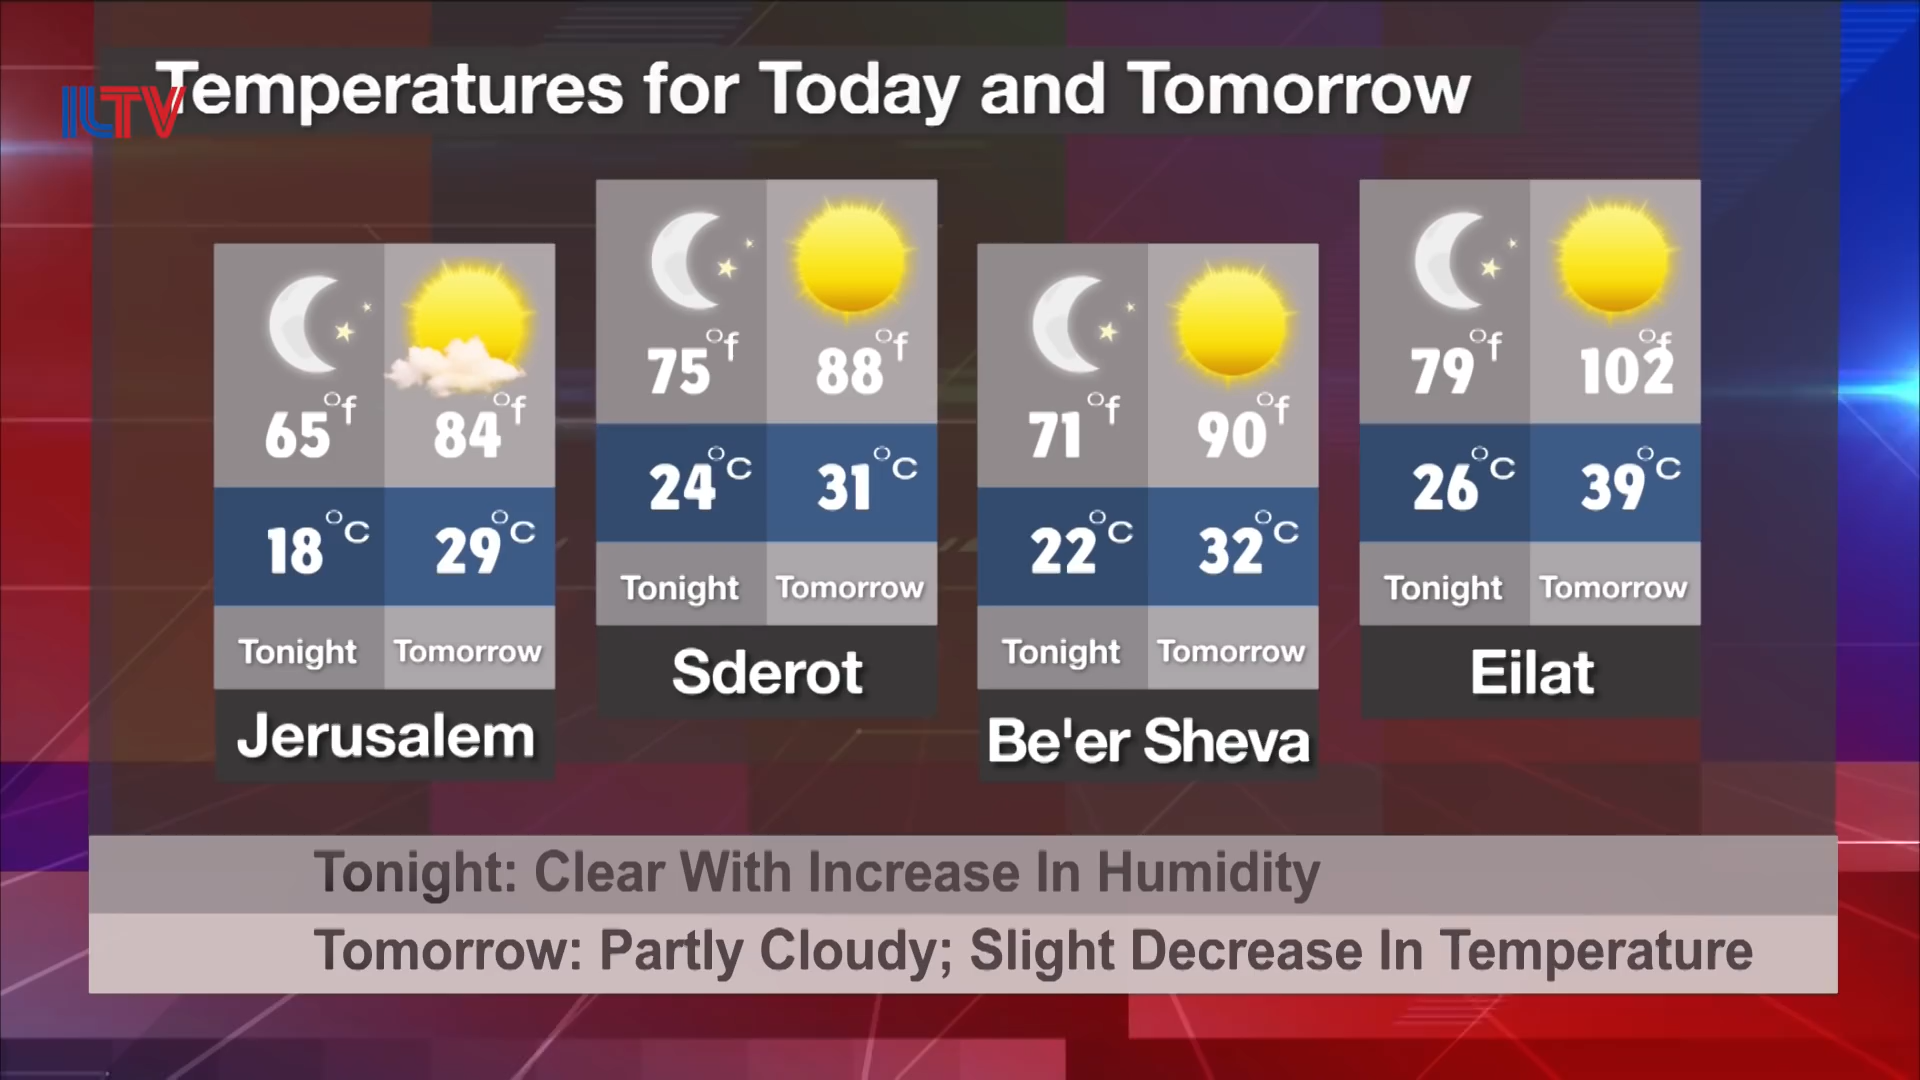 ILTV
Temperatures for Today and Tomorrow
65°f 84°f
18°C 29°C
Tonight Tomorrow
Jerusalem
75°f 88°f
24°C 31°C
Tonight Tomorrow
Sderot
71°f 90°f
22°C 32°C
Tonight Tomorrow
Be'er Sheva
79°f 102°f
26°C 39°C
Tonight Tomorrow
Eilat
Tonight: Clear With Increase In Humidity
Tomorrow: Partly Cloudy; Slight Decrease In Temperature